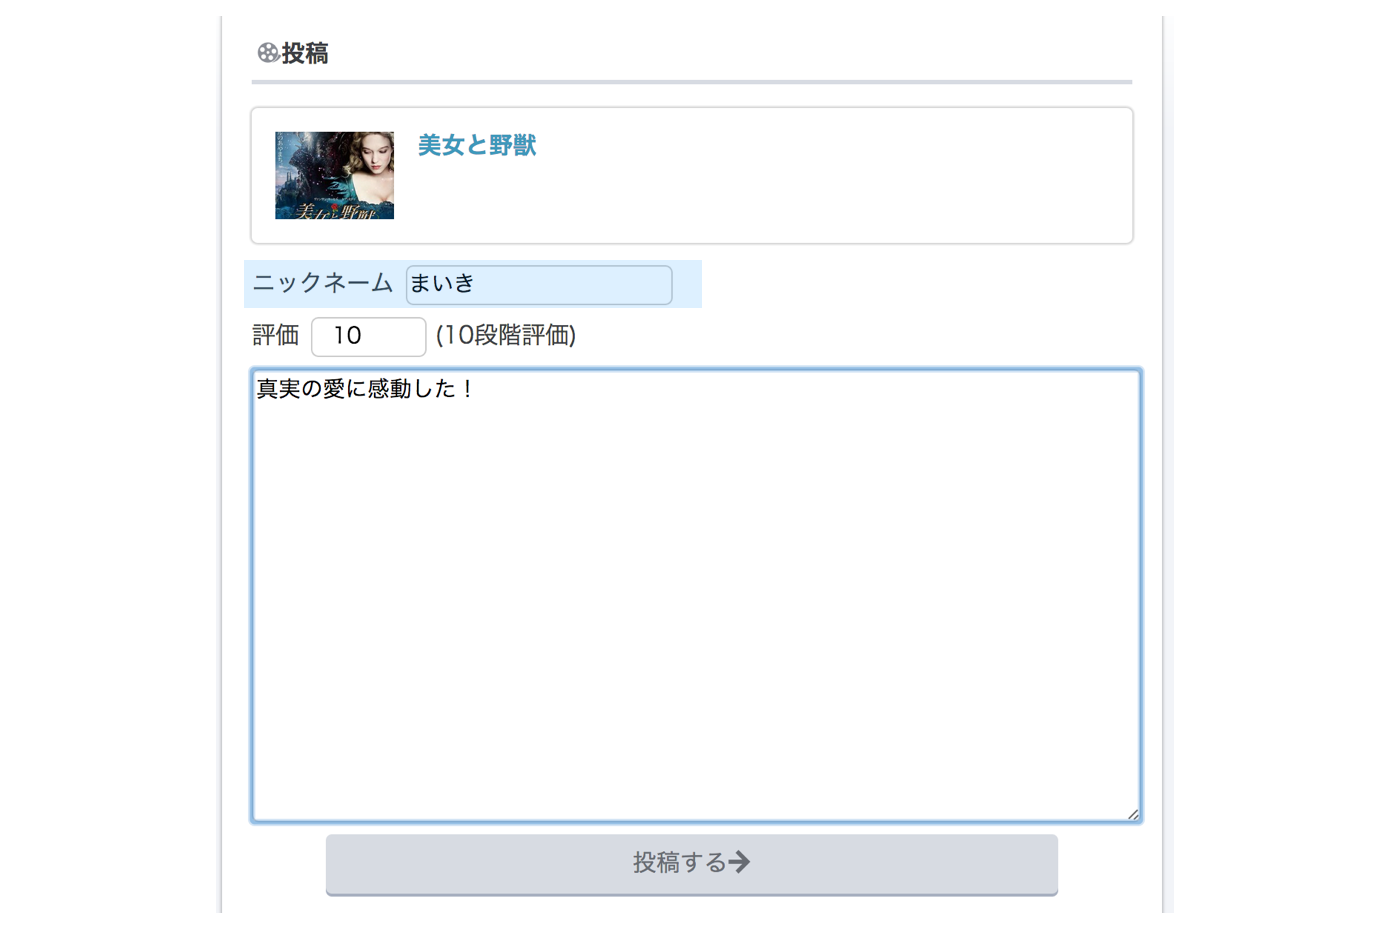 投稿
美女と野獣
美女と野獣
ニックネーム まいき
評価 10 (10段階評価)
真実の愛に感動した！
投稿する